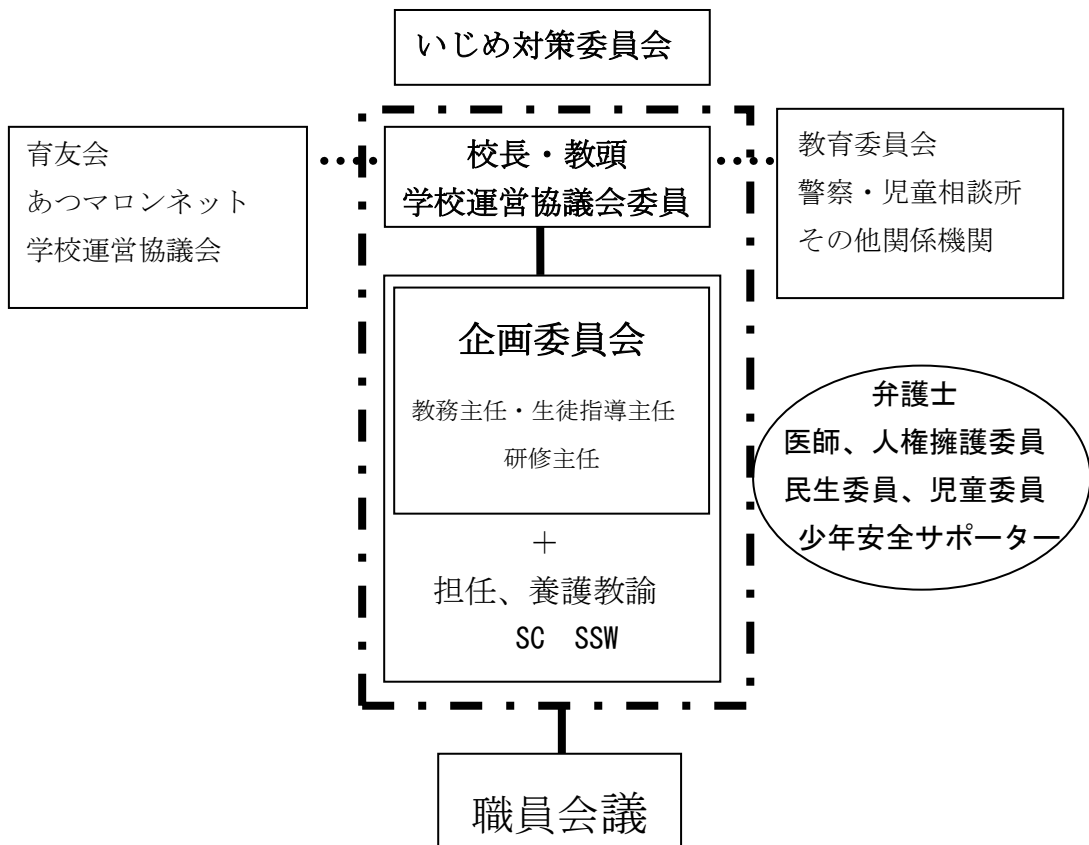 いじめ対策委員会
育友会
あつマロンネット
学校運営協議会
校長・教頭
学校運営協議会委員
教育委員会
警察・児童相談所
その他関係機関
企画委員会
教務主任・生徒指導主任
研修主任
＋
担任、養護教諭
SC SSW
弁護士
医師、人権擁護委員
民生委員、児童委員
少年安全サポーター
職員会議